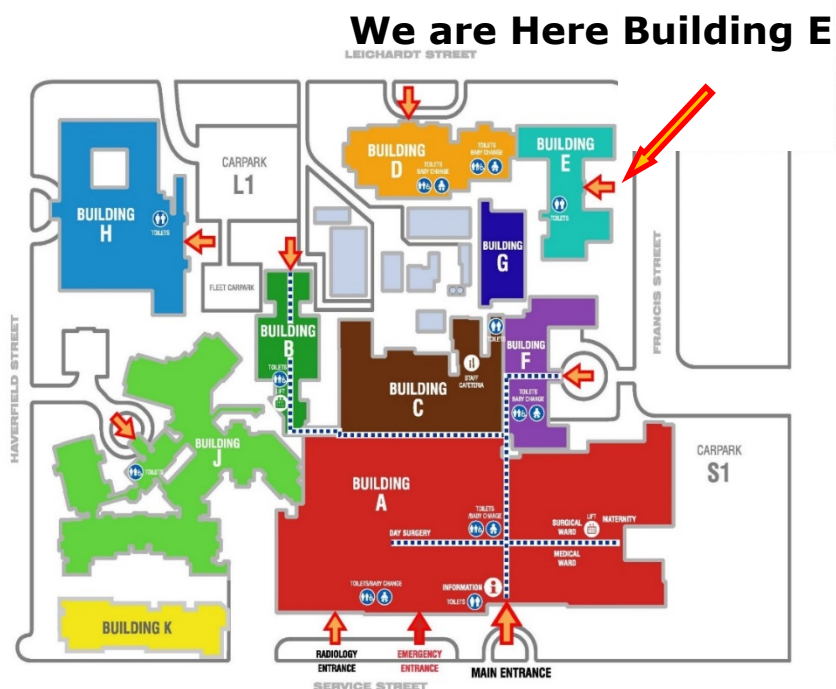 We are Here Building E
LEICHARDT STREET
BUILDING
D
TOILETS
BABY CHANGE
TOILETS
BABY CHANGE
BUILDING
E
TOILETS
CARPARK
L1
BUILDING
H
TOILETS
FLEET CARPARK
BUILDING
G
HAVERFIELD STREET
FRANCIS STREET
BUILDING
B
TOILETS
LIFT
BUILDING
C
STAFF
CAFETERIA
TOILETS
BUILDING
F
TOILETS
BABY CHANGE
BUILDING
J
TOILETS
CARPARK
S1
BUILDING
A
TOILETS
/BABY CHANGE
DAY SURGERY
SURGICAL
WARD
LIFT
MATERNITY
MEDICAL
WARD
TOILETS/BABY CHANGE
INFORMATION
i
TOILETS
BUILDING K
RADIOLOGY
ENTRANCE
EMERGENCY
ENTRANCE
MAIN ENTRANCE
SERVICE STREET